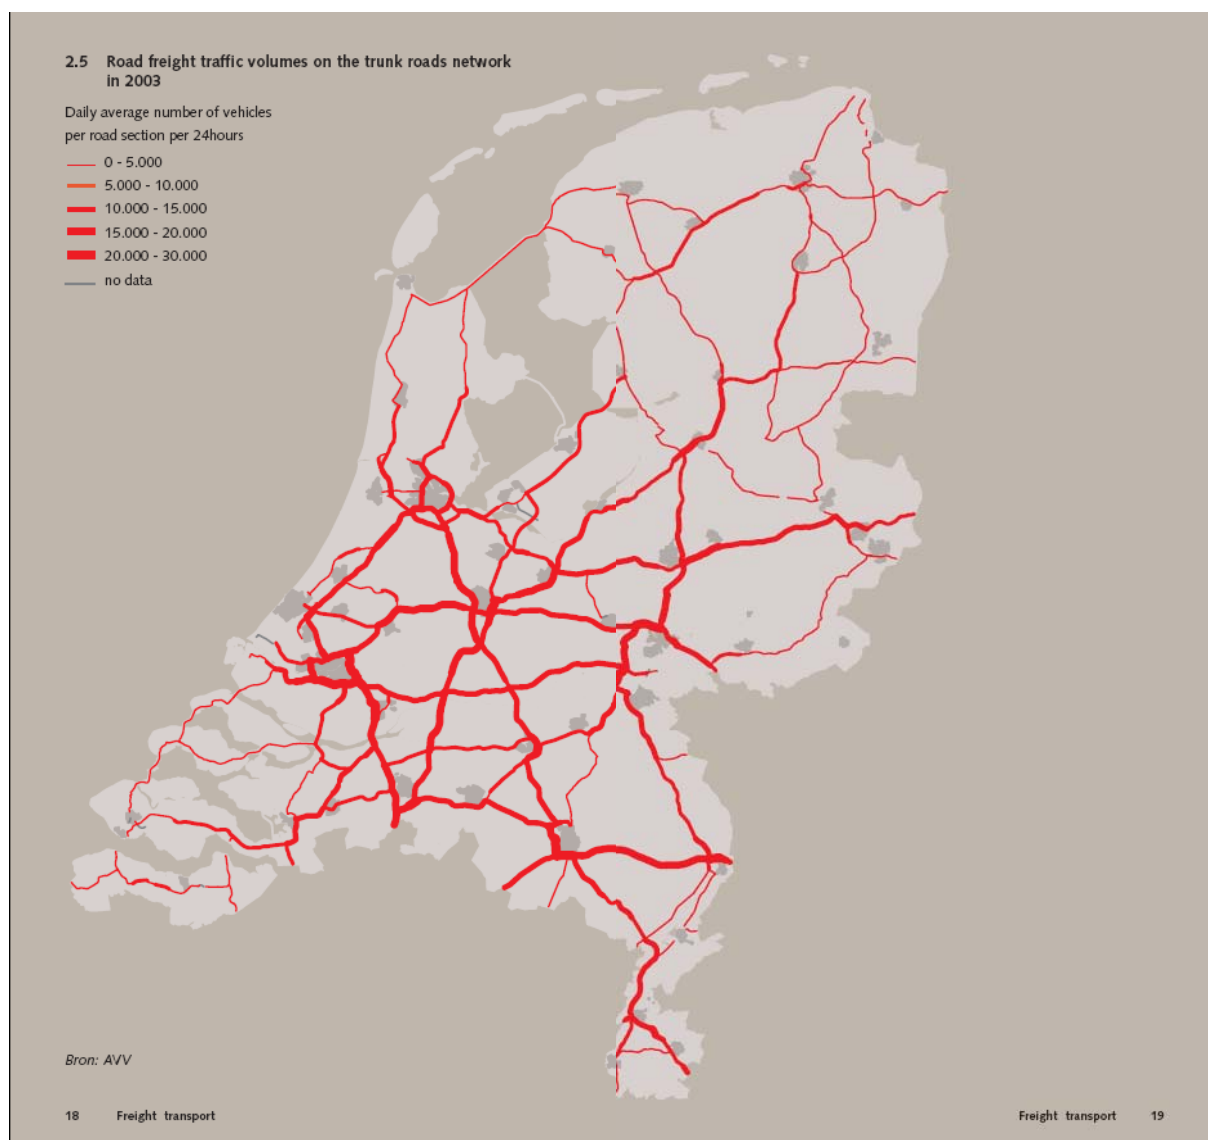 2.5 Road freight traffic volumes on the trunk roads network
in 2003
Daily average number of vehicles
per road section per 24hours
0 - 5.000
5.000 - 10.000
10.000 - 15.000
15.000 - 20.000
20.000 - 30.000
no data
Bron: AVV
18 Freight transport
Freight transport 19